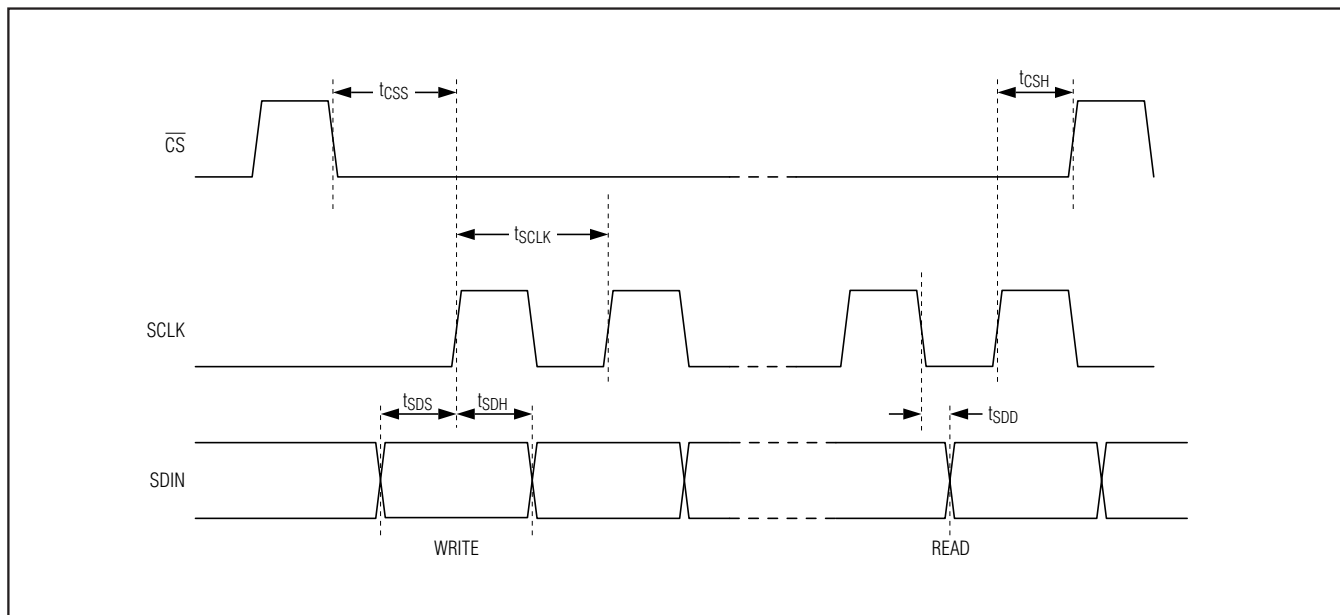 tCSS
tCSH
CS
tSCLK
SCLK
tSDS
tSDH
tSDD
SDIN
WRITE
READ